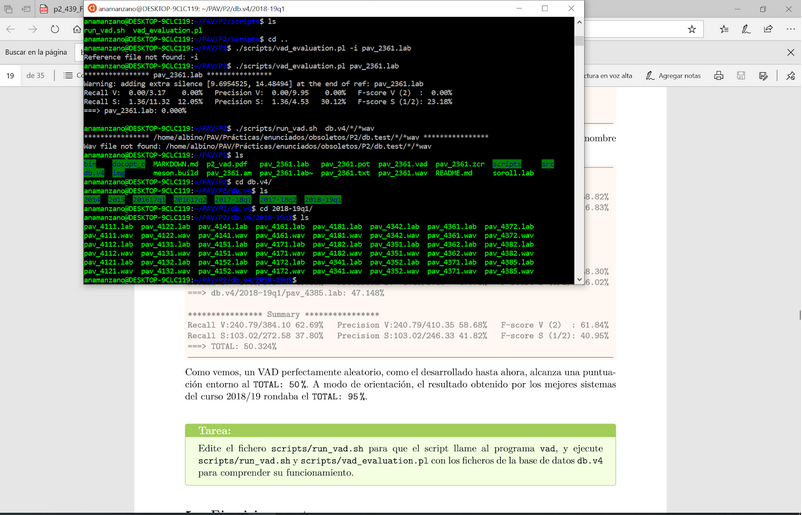 p2_439_F
anamanzano@DESKTOP-9CLC119: ~/PAV/P2/db.v4/2018-19q1
Buscar en la página
19 de 35
ctura en voz alta
Agregar notas
anamanzano@DESKTOP-9CLC119:~/PAV/P2/scripts$ ls
run_vad.sh vad_evaluation.pl
anamanzano@DESKTOP-9CLC119:~/PAV/P2/scripts$ cd ..
anamanzano@DESKTOP-9CLC119:~/PAV/P2$ ./scripts/vad_evaluation.pl -i pav_2361.lab
Reference file not found: -i
anamanzano@DESKTOP-9CLC119:~/PAV/P2$ ./scripts/vad_evaluation.pl pav_2361.lab
**************** pav_2361.lab ****************
Warning: adding extra silence [9.6954525, 14.48494] at the end of ref: pav_2361.lab
Recall V: 0.00/3.17 0.00% Precision V: 0.00/9.95 0.00% F-score V (2) : 0.00%
Recall S: 1.36/11.32 12.05% Precision S: 1.36/4.53 30.12% F-score S (1/2): 23.18%
===> pav_2361.lab: 0.000%
anamanzano@DESKTOP-9CLC119:~/PAV/P2$ ./scripts/run_vad.sh db.v4/*/*wav
**************** /home/albino/PAV/Prácticas/enunciados/obsoletos/P2/db.test/*/*wav ****************
Wav file not found: /home/albino/PAV/Prácticas/enunciados/obsoletos/P2/db.test/*/*wav
anamanzano@DESKTOP-9CLC119:~/PAV/P2$ ls
MARKDOWN.md p2_vad.pdf pav_2361.lab pav_2361.pot pav_2361.vad pav_2361.zcr scripts src
db.v4 img meson.build pav_2361.am pav_2361.lab~ pav_2361.txt pav_2361.wav README.md soroll.lab
anamanzano@DESKTOP-9CLC119:~/PAV/P2$ cd db.v4/
anamanzano@DESKTOP-9CLC119:~/PAV/P2/db.v4$ ls
2017-18q1 2017-18q2 2018-19q1
anamanzano@DESKTOP-9CLC119:~/PAV/P2/db.v4$ cd 2018-19q1/
anamanzano@DESKTOP-9CLC119:~/PAV/P2/db.v4/2018-19q1$ ls
pav_4111.lab pav_4122.lab pav_4141.lab pav_4161.lab pav_4181.lab pav_4342.lab pav_4361.lab pav_4372.lab
pav_4111.wav pav_4122.wav pav_4141.wav pav_4161.wav pav_4181.wav pav_4342.wav pav_4361.wav pav_4372.wav
pav_4112.lab pav_4131.lab pav_4151.lab pav_4171.lab pav_4182.lab pav_4351.lab pav_4362.lab pav_4382.lab
pav_4112.wav pav_4131.wav pav_4151.wav pav_4171.wav pav_4182.wav pav_4351.wav pav_4362.wav pav_4382.wav
pav_4121.lab pav_4132.lab pav_4152.lab pav_4172.lab pav_4341.lab pav_4352.lab pav_4371.lab pav_4385.lab
pav_4121.wav pav_4132.wav pav_4152.wav pav_4172.wav pav_4341.wav pav_4352.wav pav_4371.wav pav_4385.wav
anamanzano@DESKTOP-9CLC119:~/PAV/P2/db.v4/2018-19q1$
nombre
8.82%
6.83%
8.30%
6.02%
===> db.v4/2018-19q1/pav_4385.lab: 47.148%
**************** Summary ****************
Recall V:240.79/384.10 62.69% Precision V:240.79/410.35 58.68% F-score V (2) : 61.84%
Recall S:103.02/272.58 37.80% Precision S:103.02/246.33 41.82% F-score S (1/2): 40.95%
===> TOTAL: 50.324%
Como vemos, un VAD perfectamente aleatorio, como el desarrollado hasta ahora, alcanza una puntua-
ción entorno al TOTAL: 50 %. A modo de orientación, el resultado obtenido por los mejores sistemas
del curso 2018/19 rondaba el TOTAL: 95 %.
Tarea:
Edite el fichero scripts/run_vad.sh para que el script llame al programa vad, y ejecute
scripts/run_vad.sh y scripts/vad_evaluation.pl con los ficheros de la base de datos db.v4
para comprender su funcionamiento.